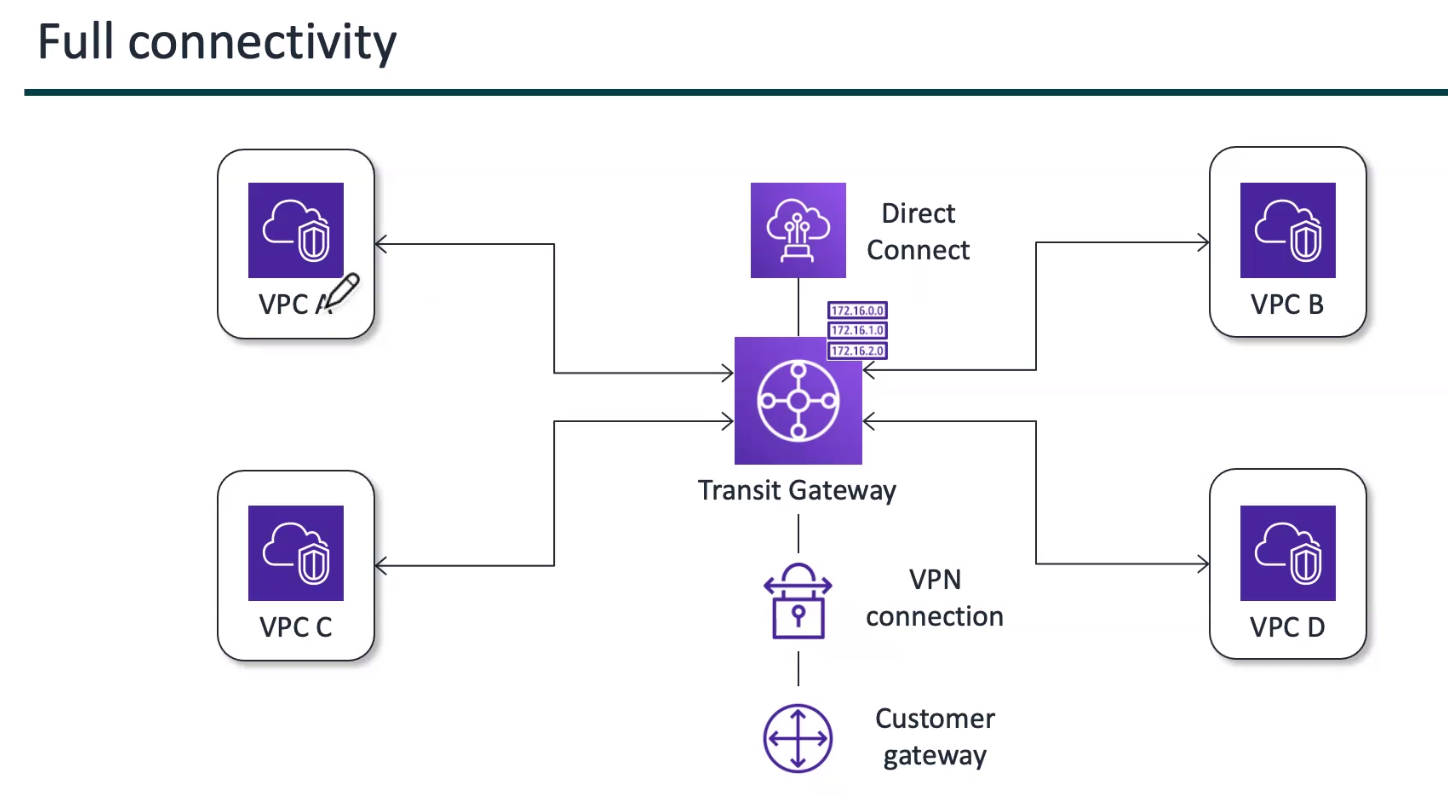 Full connectivity
VPC A
Direct
Connect
172.16.0.0
172.16.1.0
172.16.2.0
VPC B
Transit Gateway
VPC C
VPN
connection
VPC D
Customer
gateway